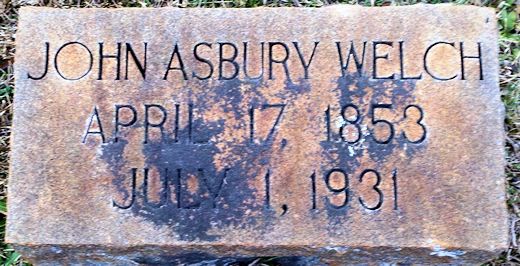 JOHN ASBURY WELCH
APRIL 17, 1853
JULY 1, 1931